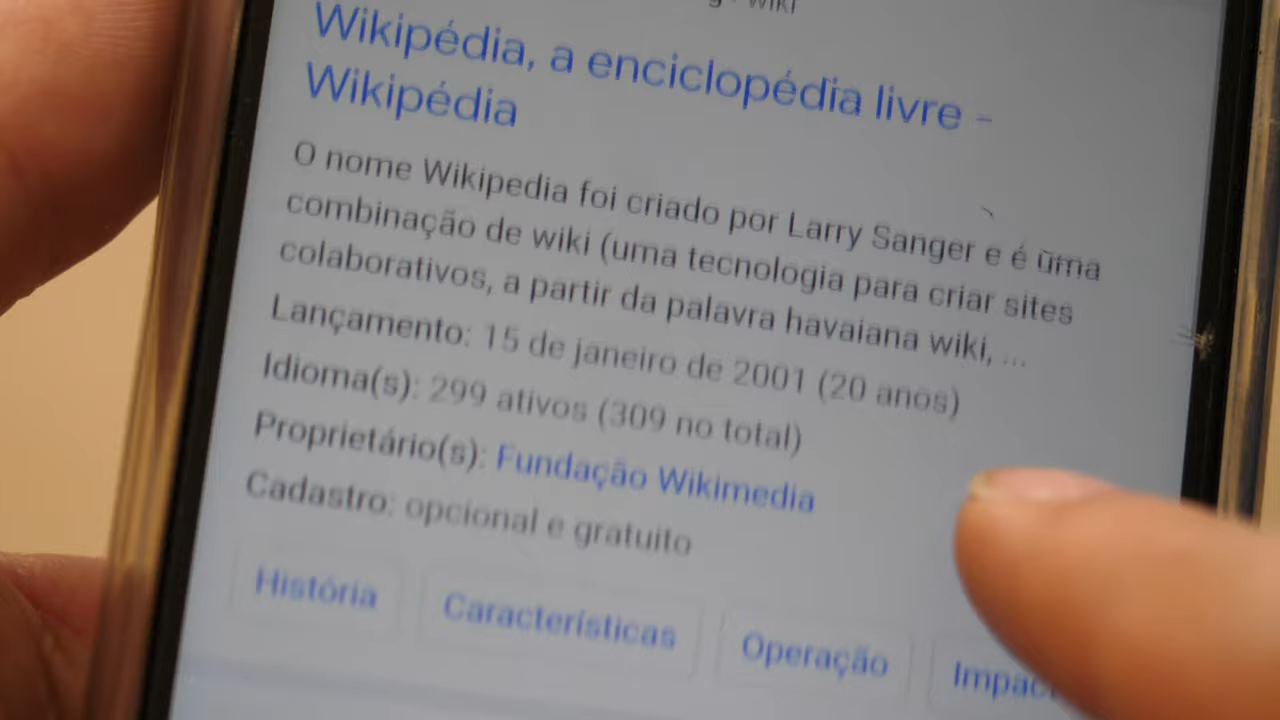 wiki
Wikipédia, a enciclopédia livre -
Wikipédia
O nome Wikipedia foi criado por Larry Sanger e é uma
combinação de wiki (uma tecnologia para criar sites
colaborativos, a partir da palavra havaiana wiki, ...
Lançamento: 15 de janeiro de 2001 (20 anos)
Idioma(s): 299 ativos (309 no total)
Proprietário(s): Fundação Wikimedia
Cadastro: opcional e gratuito
História Características Operação